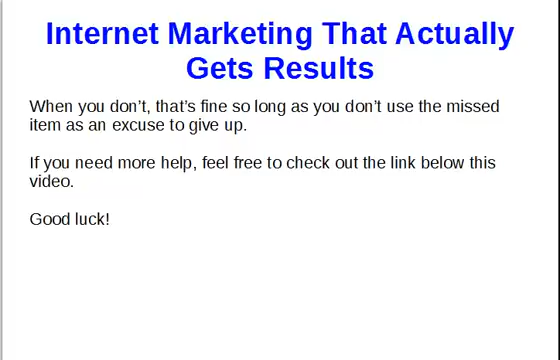 Internet Marketing That Actually
Gets Results
When you don’t, that’s fine so long as you don’t use the missed
item as an excuse to give up.
If you need more help, feel free to check out the link below this
video.
Good luck!